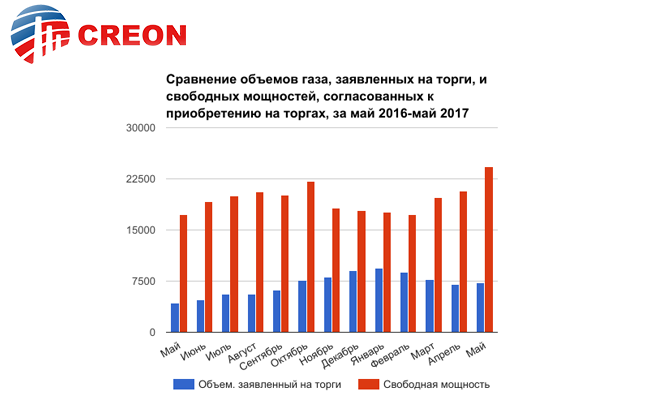 CREON
Сравнение объемов газа, заявленных на торги, и
свободных мощностей, согласованных к
приобретению на торгах, за май 2016-май 2017
30000
22500
15000
7500
0
Май
Июнь
Июль
Август
Сентябрь
Октябрь
Ноябрь
Декабрь
Январь
Февраль
Март
Апрель
Май
Объем. заявленный на торги
Свободная мощность